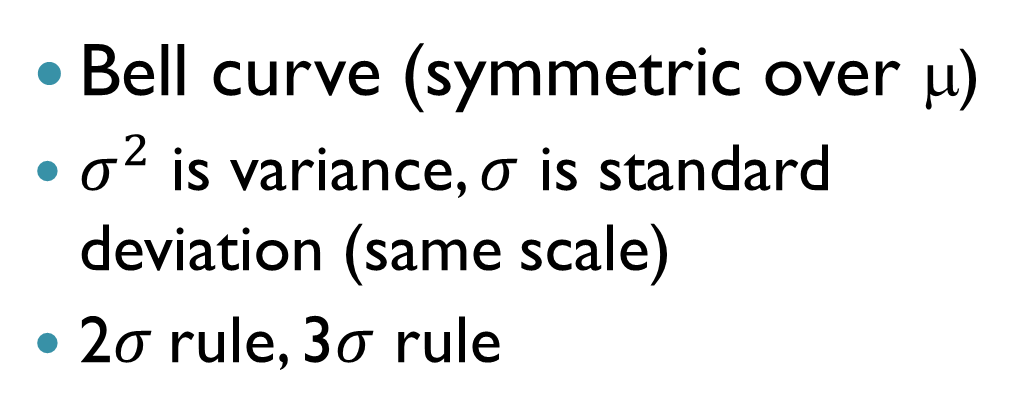 • Bell curve (symmetric over μ)
• σ² is variance, σ is standard
deviation (same scale)
• 2σ rule, 3σ rule